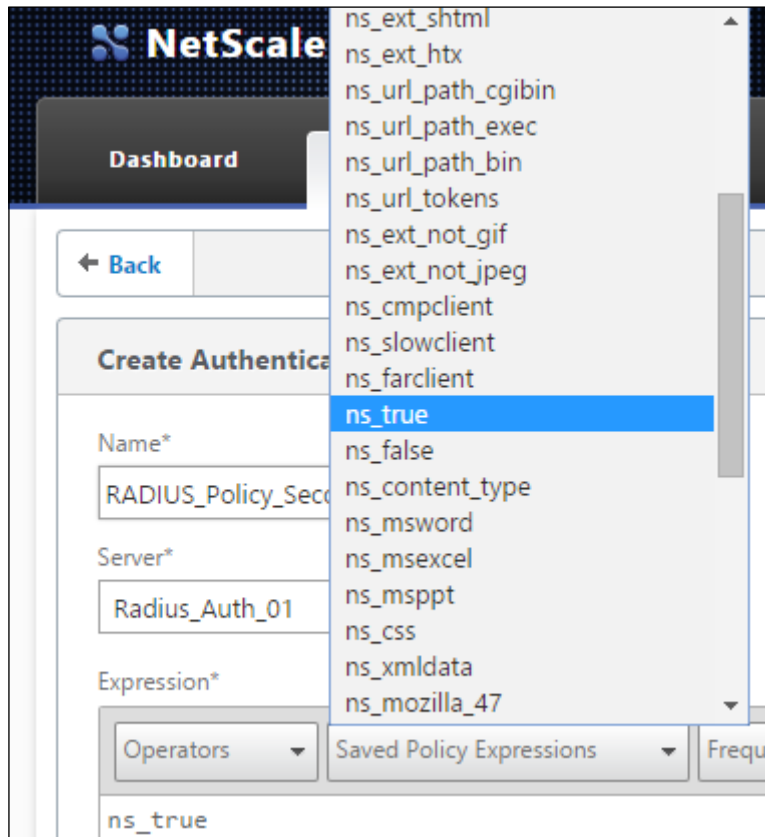 NetScale
Dashboard
Back
Create Authentica
Name*
RADIUS_Policy_Seco
Server*
Radius_Auth_01
Expression*
ns_ext_shtml
ns_ext_htx
ns_url_path_cgibin
ns_url_path_exec
ns_url_path_bin
ns_url_tokens
ns_ext_not_gif
ns_ext_not_jpeg
ns_cmpclient
ns_slowclient
ns_farclient
ns_true
ns_false
ns_content_type
ns_msword
ns_msexcel
ns_msppt
ns_css
ns_xmldata
ns_mozilla_47
Operators
Saved Policy Expressions
Frequ
ns_true